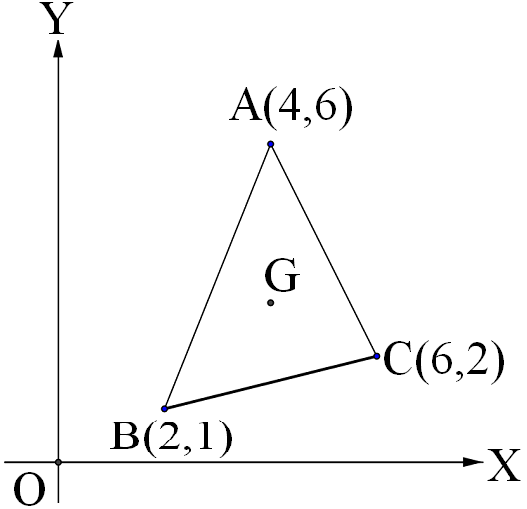 Y
A(4,6)
G
C(6,2)
B(2,1)
X
O